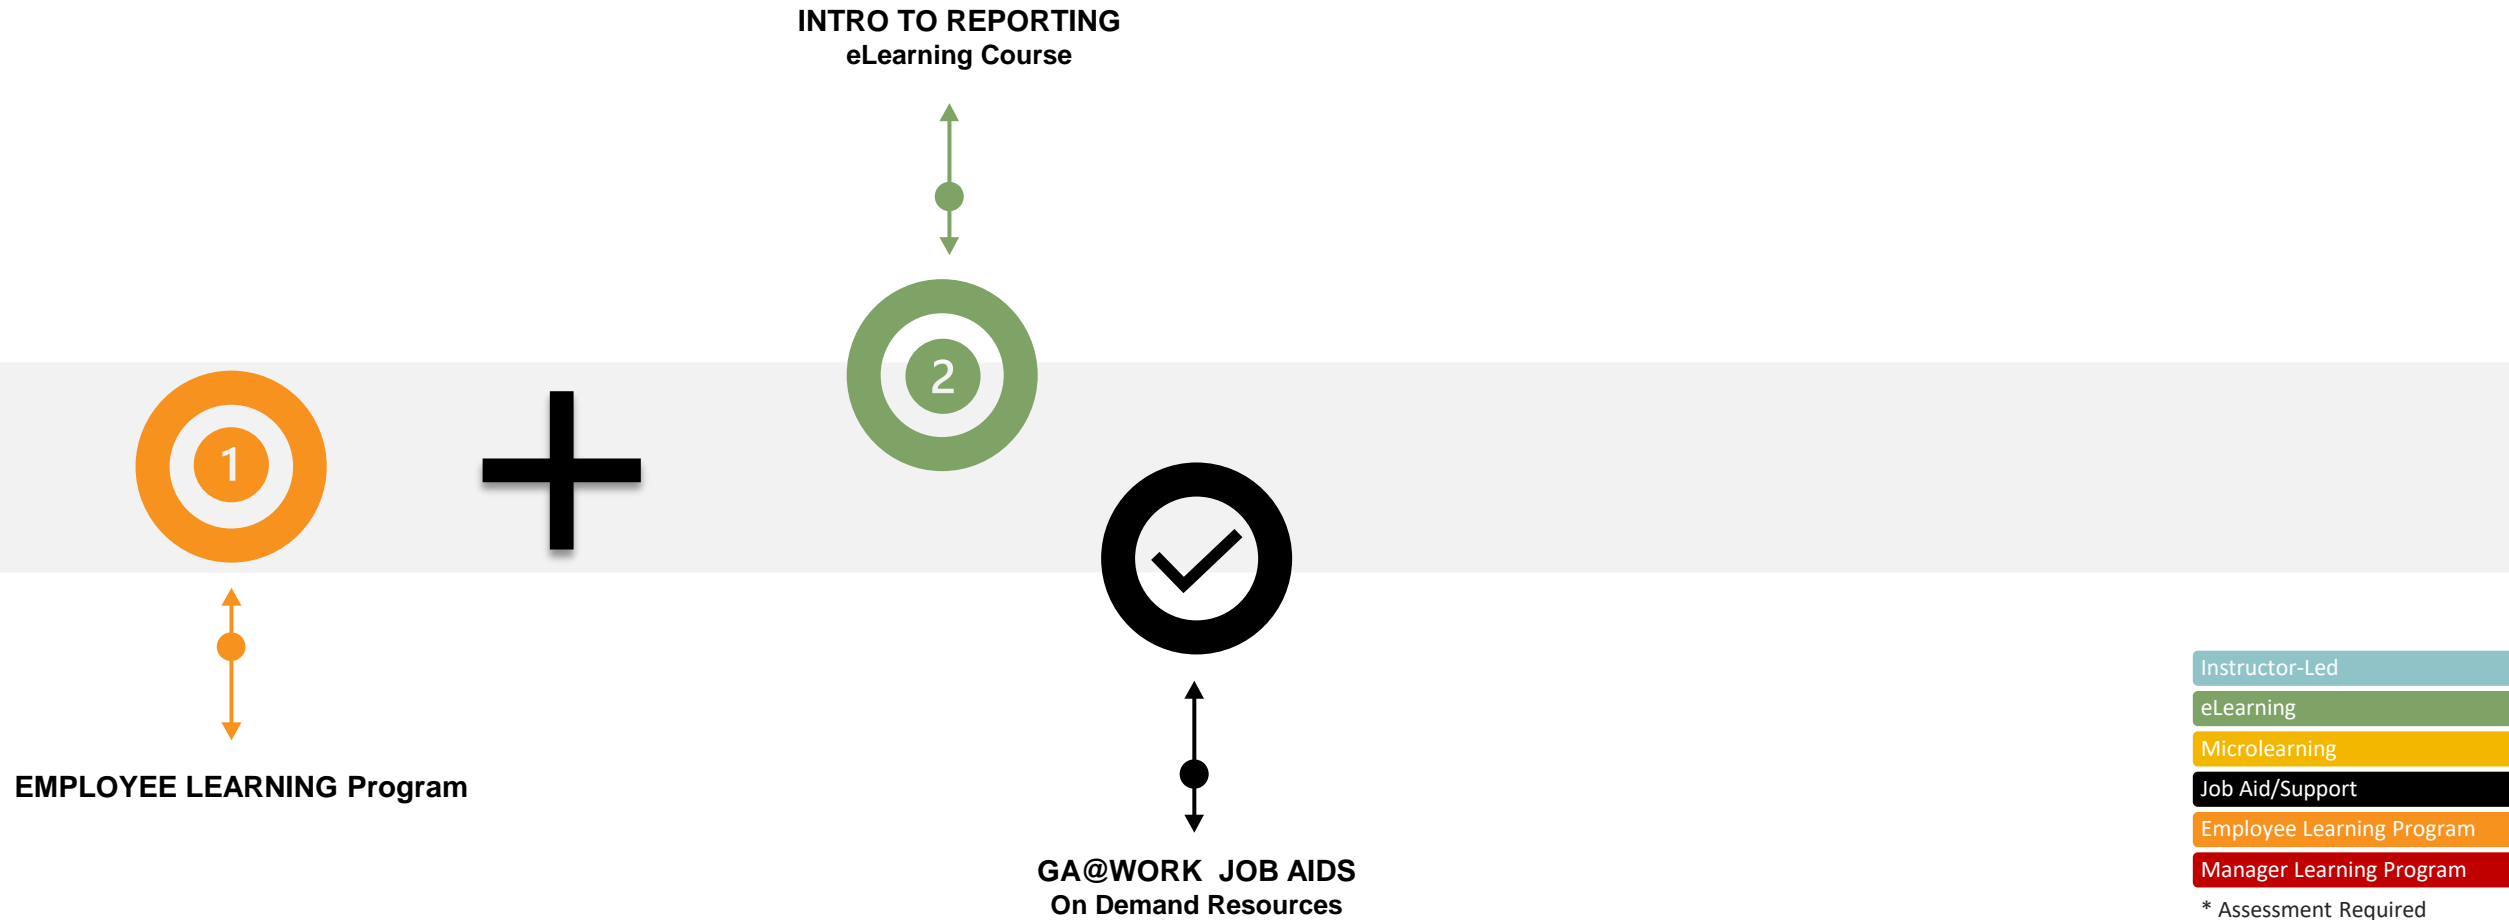 INTRO TO REPORTING
eLearning Course
2
1
EMPLOYEE LEARNING Program
GA@WORK  JOB AIDS
On Demand Resources
Instructor-Led
eLearning
Microlearning
Job Aid/Support
Employee Learning Program
Manager Learning Program
* Assessment Required